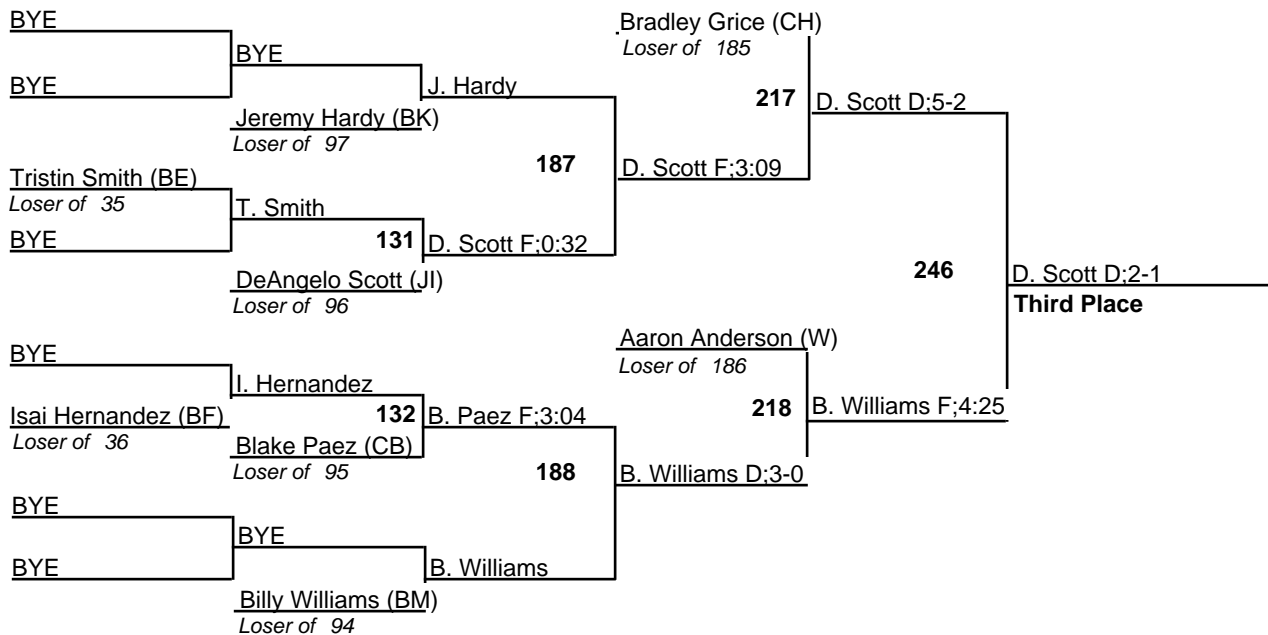 BYE
BYE
BYE
Jeremy Hardy (BK)
Loser of 97
J. Hardy
Tristin Smith (BE)
Loser of 35
BYE
T. Smith
131
DeAngelo Scott (JI)
Loser of 96
D. Scott F;0:32
187
Bradley Grice (CH)
Loser of 185
217
D. Scott F;3:09
D. Scott D;5-2
BYE
Isai Hernandez (BF)
Loser of 36
I. Hernandez
132
Blake Paez (CB)
Loser of 95
B. Paez F;3:04
188
BYE
BYE
BYE
Billy Williams (BM)
Loser of 94
B. Williams
Aaron Anderson (W)
Loser of 186
218
B. Williams D;3-0
B. Williams F;4:25
246
D. Scott D;2-1
Third Place